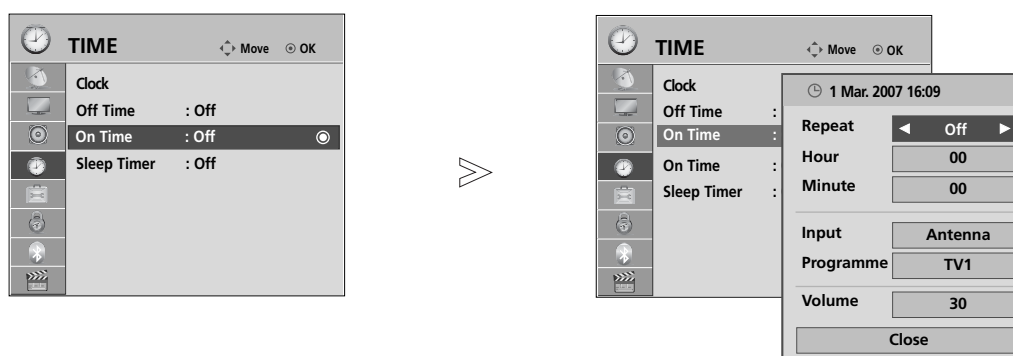 TIME Move OK
Clock
Off Time : Off
On Time : Off
Sleep Timer : Off
TIME Move OK
Clock
Off Time :
On Time :
On Time :
Sleep Timer :
1 Mar. 2007 16:09
Repeat ◄ Off ►
Hour 00
Minute 00
Input Antenna
Programme TV1
Volume 30
Close